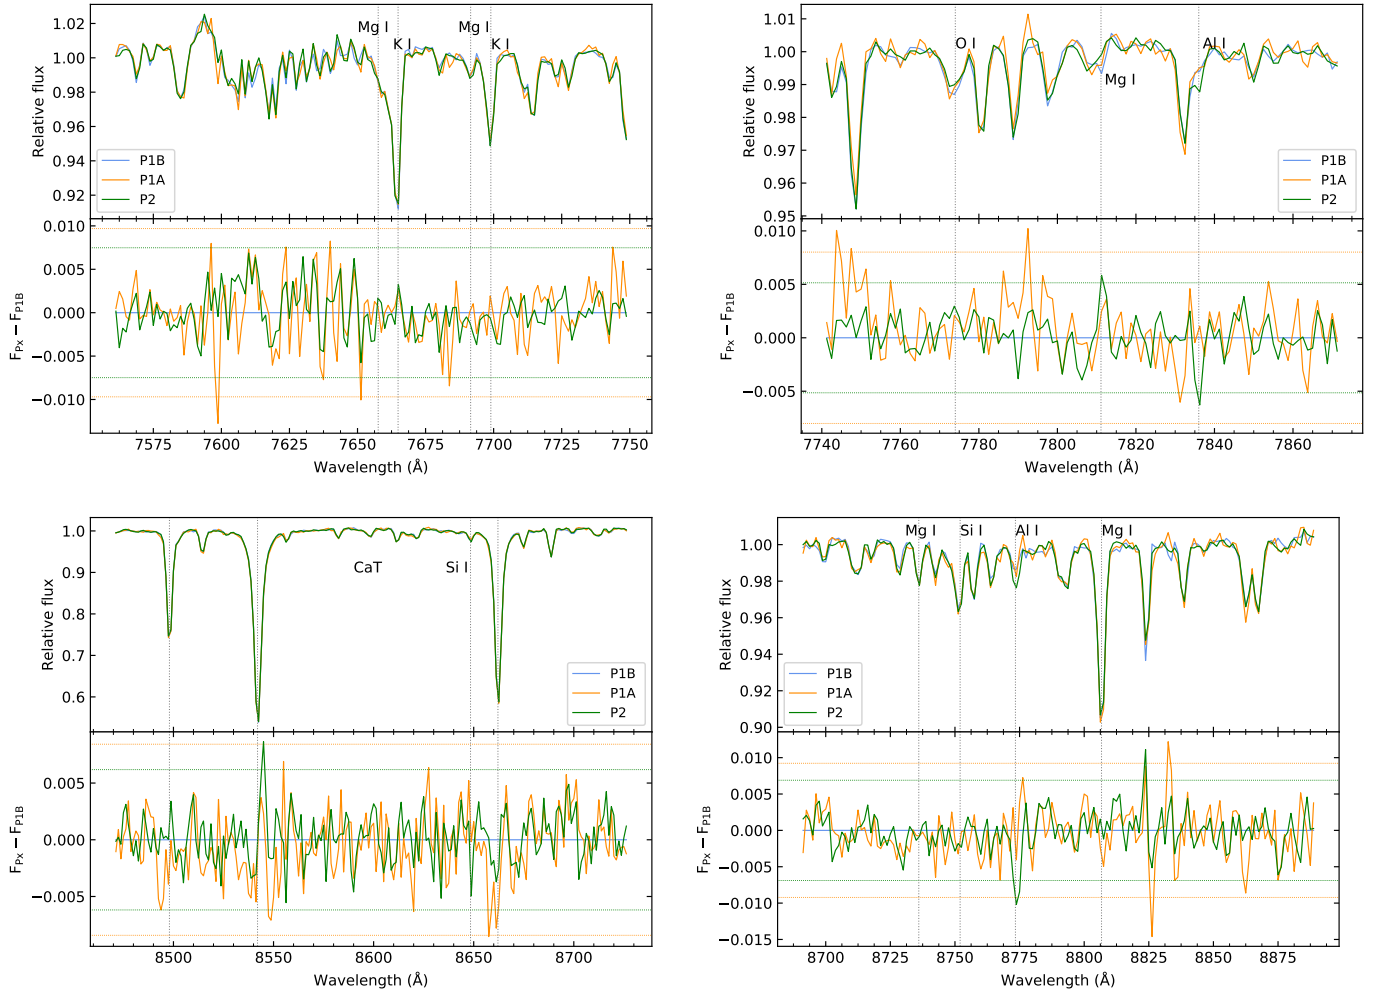 1.02
1.00
0.98
0.96
0.94
0.92
Relative flux
Mg I
K I
Mg I
K I
P1B
P1A
P2
0.010
0.005
0.000
−0.005
−0.010
F_Px − F_P1B
7575 7600 7625 7650 7675 7700 7725 7750
Wavelength (Å)
1.01
1.00
0.99
0.98
0.97
0.96
0.95
Relative flux
O I
Mg I
Al I
P1B
P1A
P2
0.010
0.005
0.000
−0.005
F_Px − F_P1B
7740 7760 7780 7800 7820 7840 7860
Wavelength (Å)
1.0
0.9
0.8
0.7
0.6
Relative flux
CaT
Si I
P1B
P1A
P2
0.005
0.000
−0.005
F_Px − F_P1B
8500 8550 8600 8650 8700
Wavelength (Å)
1.00
0.98
0.96
0.94
0.92
0.90
Relative flux
Mg I
Si I
Al I
Mg I
P1B
P1A
P2
0.010
0.005
0.000
−0.005
−0.010
−0.015
F_Px − F_P1B
8700 8725 8750 8775 8800 8825 8850 8875
Wavelength (Å)